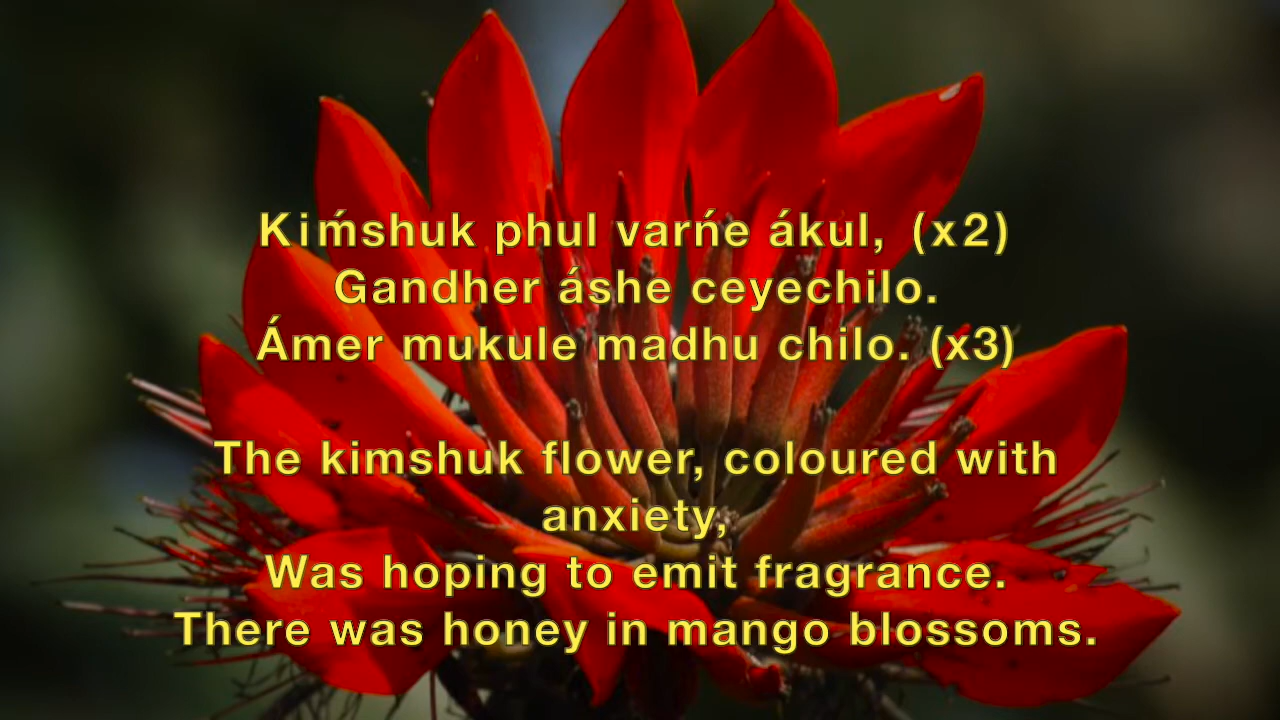 Kiḿshuk phul varńe ákul, (x2)
Gandher áshe ceyechilo.
Ámer mukule madhu chilo. (x3)
The kimshuk flower, coloured with
anxiety,
Was hoping to emit fragrance.
There was honey in mango blossoms.